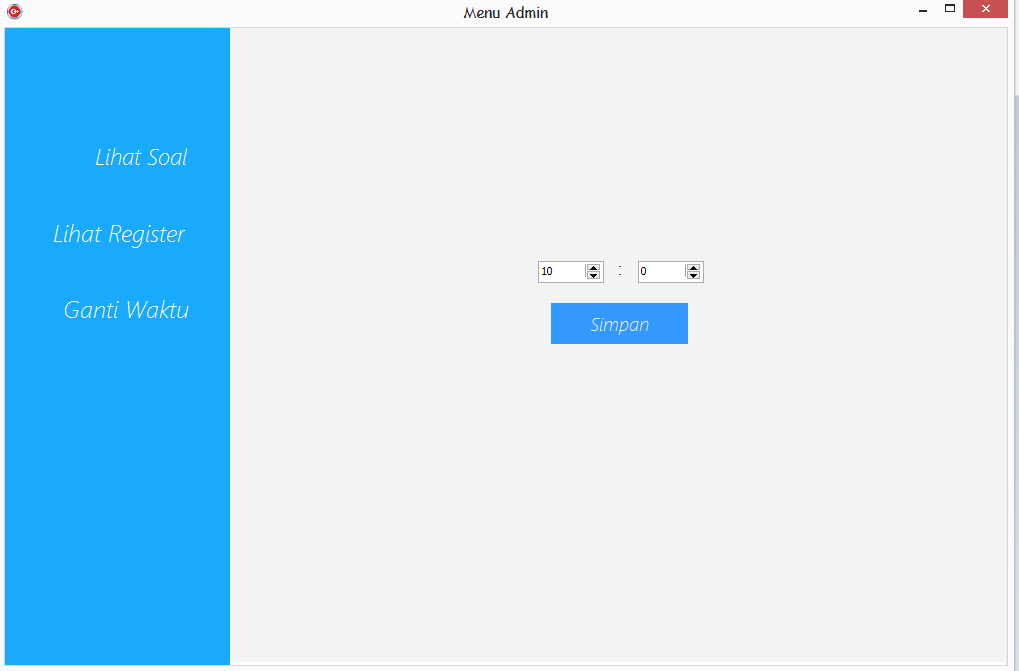 Menu Admin
Lihat Soal
Lihat Register
Ganti Waktu
10 : 0
Simpan